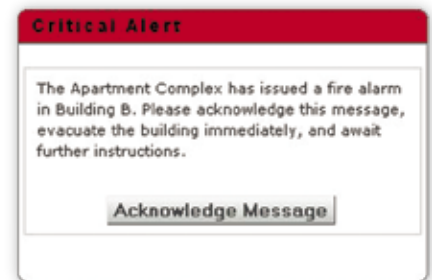 Critical Alert
The Apartment Complex has issued a fire alarm
in Building B. Please acknowledge this message,
evacuate the building immediately, and await
further instructions.
Acknowledge Message